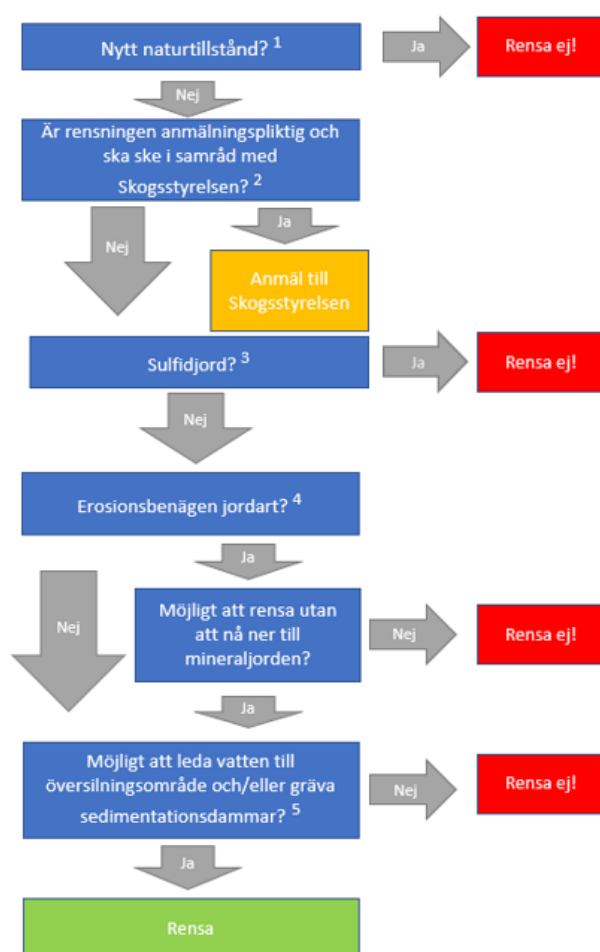 Nytt naturtillstånd? 1
Ja
Rensa ej!
Nej
Är rensningen anmälningspliktig och
ska ske i samråd med
Skogsstyrelsen? 2
Nej
Ja
Anmäl till
Skogsstyrelsen
Sulfidjord? 3
Ja
Rensa ej!
Nej
Erosionsbenägen jordart? 4
Ja
Nej
Möjligt att rensa utan
att nå ner till
mineraljorden?
Nej
Rensa ej!
Ja
Möjligt att leda vatten till
översilningsområde och/eller gräva
sedimentationsdammar? 5
Nej
Rensa ej!
Ja
Rensa